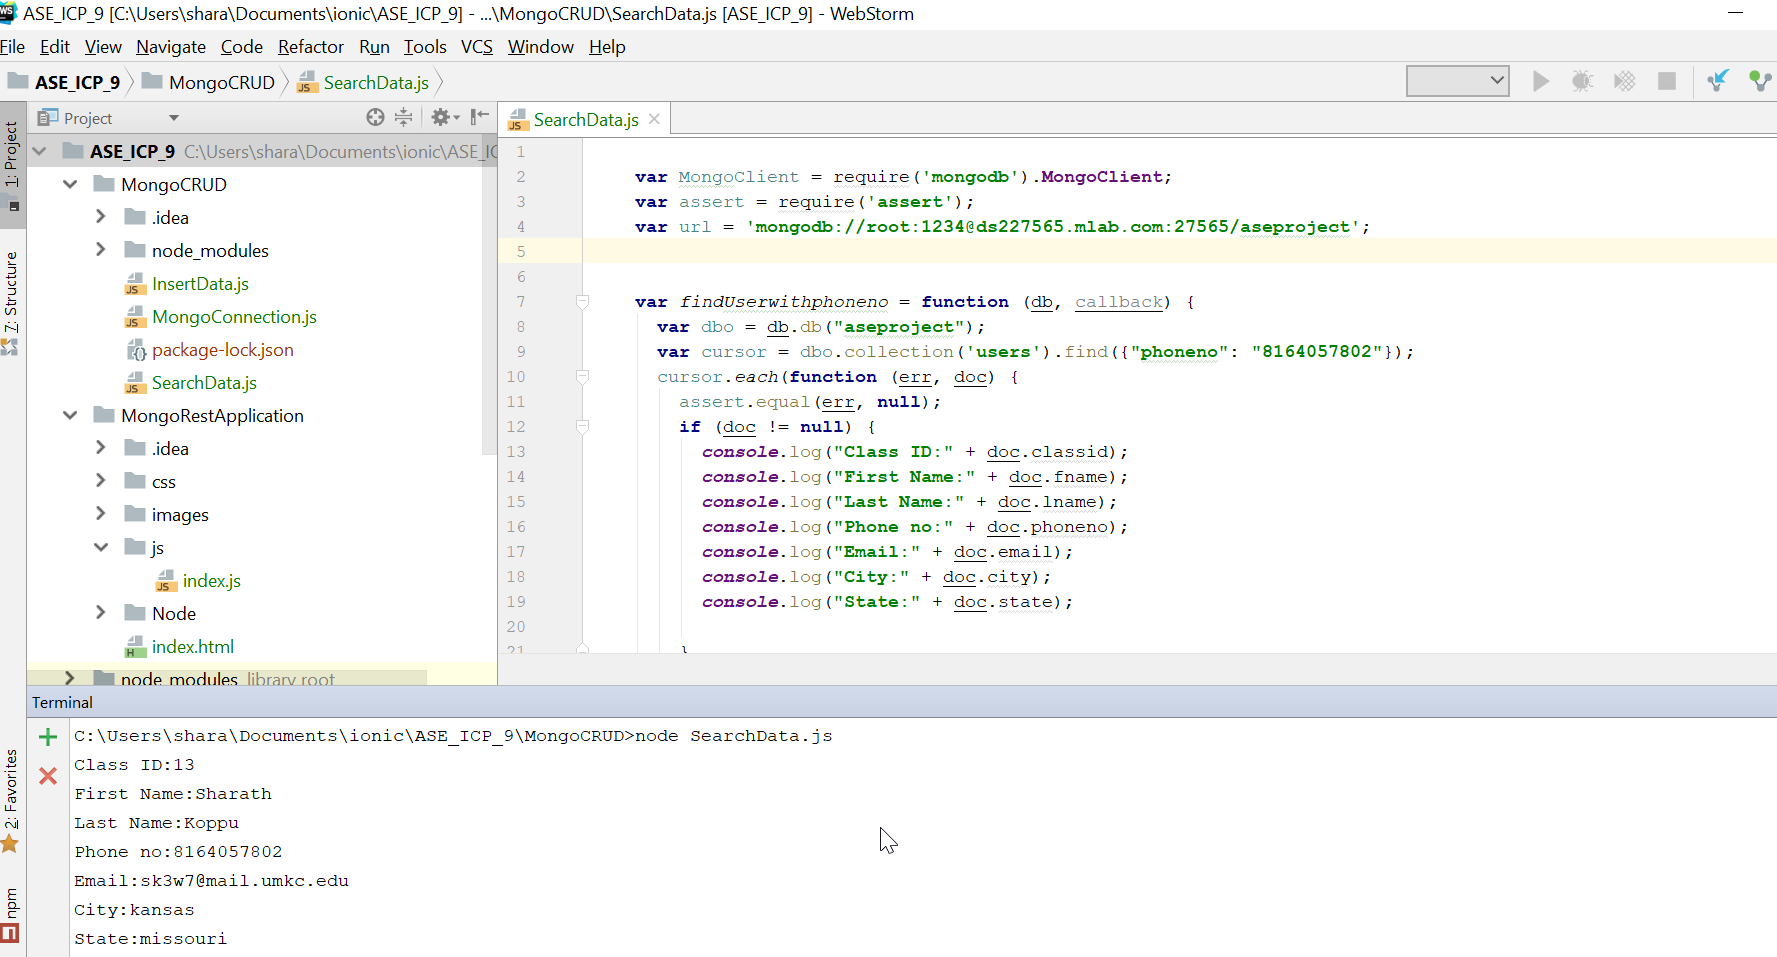 ASE_ICP_9 [C:\Users\shara\Documents\ionic\ASE_ICP_9] - ...\MongoCRUD\SearchData.js [ASE_ICP_9] - WebStorm
File Edit View Navigate Code Refactor Run Tools VCS Window Help
ASE_ICP_9 MongoCRUD SearchData.js
Project
SearchData.js
1: Project
7: Structure
2: Favorites
npm
ASE_ICP_9 C:\Users\shara\Documents\ionic\ASE_IC
MongoCRUD
.idea
node_modules
InsertData.js
MongoConnection.js
package-lock.json
SearchData.js
MongoRestApplication
.idea
css
images
js
index.js
Node
index.html
node_modules library root
1
2 var MongoClient = require('mongodb').MongoClient;
3 var assert = require('assert');
4 var url = 'mongodb://root:1234@ds227565.mlab.com:27565/aseproject';
5
6
7 var findUserwithphoneno = function (db, callback) {
8 var dbo = db.db("aseproject");
9 var cursor = dbo.collection('users').find({"phoneno": "8164057802"});
10 cursor.each(function (err, doc) {
11 assert.equal(err, null);
12 if (doc != null) {
13 console.log("Class ID:" + doc.classid);
14 console.log("First Name:" + doc.fname);
15 console.log("Last Name:" + doc.lname);
16 console.log("Phone no:" + doc.phoneno);
17 console.log("Email:" + doc.email);
18 console.log("City:" + doc.city);
19 console.log("State:" + doc.state);
20
21 }
Terminal
C:\Users\shara\Documents\ionic\ASE_ICP_9\MongoCRUD>node SearchData.js
Class ID:13
First Name:Sharath
Last Name:Koppu
Phone no:8164057802
Email:sk3w7@mail.umkc.edu
City:kansas
State:missouri